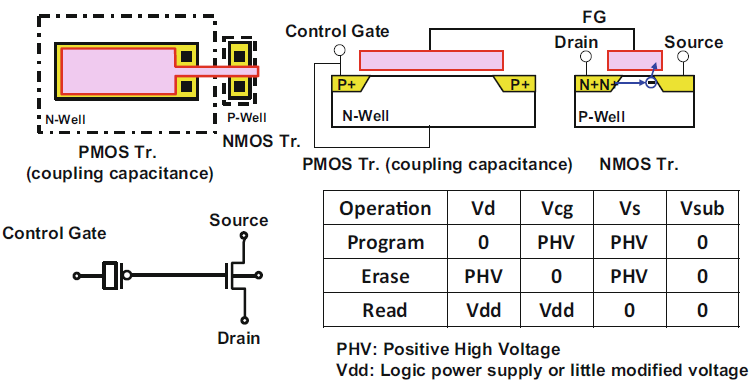 N-Well
P-Well
NMOS Tr.
PMOS Tr.
(coupling capacitance)
FG
Control Gate
Drain
Source
P+
P+
N+N+
N-Well
P-Well
PMOS Tr. (coupling capacitance)
NMOS Tr.
Control Gate
Source
Drain
Operation Vd Vcg Vs Vsub
Program 0 PHV PHV 0
Erase PHV 0 PHV 0
Read Vdd Vdd 0 0
PHV: Positive High Voltage
Vdd: Logic power supply or little modified voltage